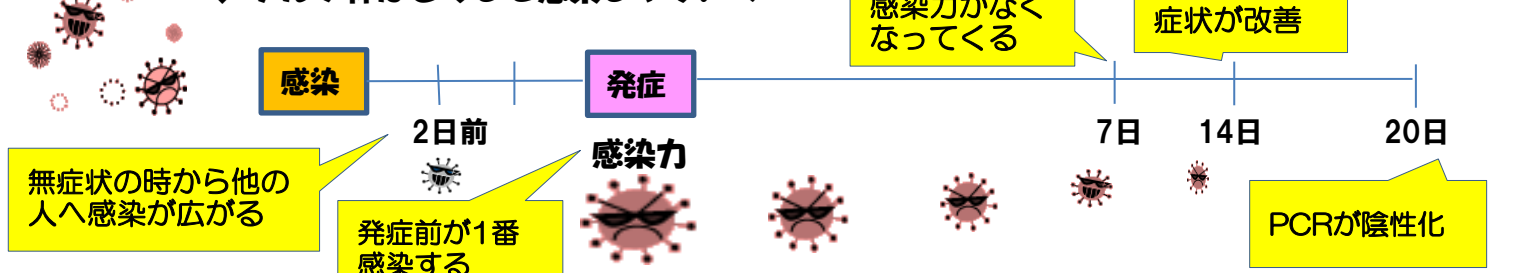 感染力がなく
なってくる
症状が改善
感染
発症
2日前
7日
14日
20日
感染力
無症状の時から他の
人へ感染が広がる
発症前が1番
感染する
PCRが陰性化